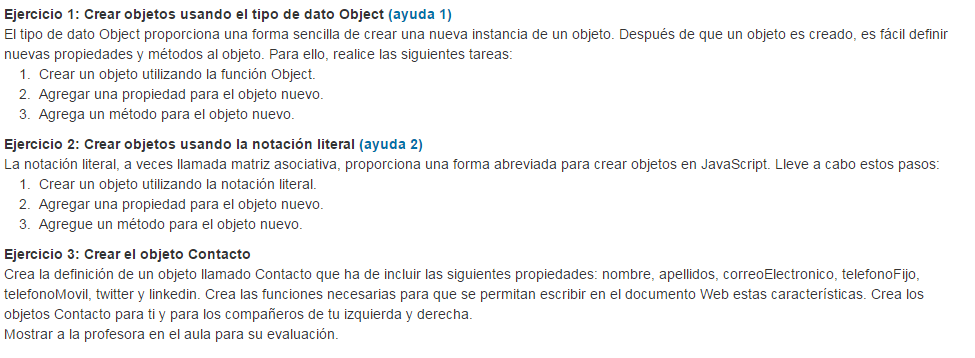 Ejercicio 1: Crear objetos usando el tipo de dato Object (ayuda 1)
El tipo de dato Object proporciona una forma sencilla de crear una nueva instancia de un objeto. Después de que un objeto es creado, es fácil definir
nuevas propiedades y métodos al objeto. Para ello, realice las siguientes tareas:
1. Crear un objeto utilizando la función Object.
2. Agregar una propiedad para el objeto nuevo.
3. Agrega un método para el objeto nuevo.
Ejercicio 2: Crear objetos usando la notación literal (ayuda 2)
La notación literal, a veces llamada matriz asociativa, proporciona una forma abreviada para crear objetos en JavaScript. Lleve a cabo estos pasos:
1. Crear un objeto utilizando la notación literal.
2. Agregar una propiedad para el objeto nuevo.
3. Agregue un método para el objeto nuevo.
Ejercicio 3: Crear el objeto Contacto
Crea la definición de un objeto llamado Contacto que ha de incluir las siguientes propiedades: nombre, apellidos, correoElectronico, telefonoFijo,
telefonoMovil, twitter y linkedin. Crea las funciones necesarias para que se permitan escribir en el documento Web estas características. Crea los
objetos Contacto para ti y para los compañeros de tu izquierda y derecha.
Mostrar a la profesora en el aula para su evaluación.